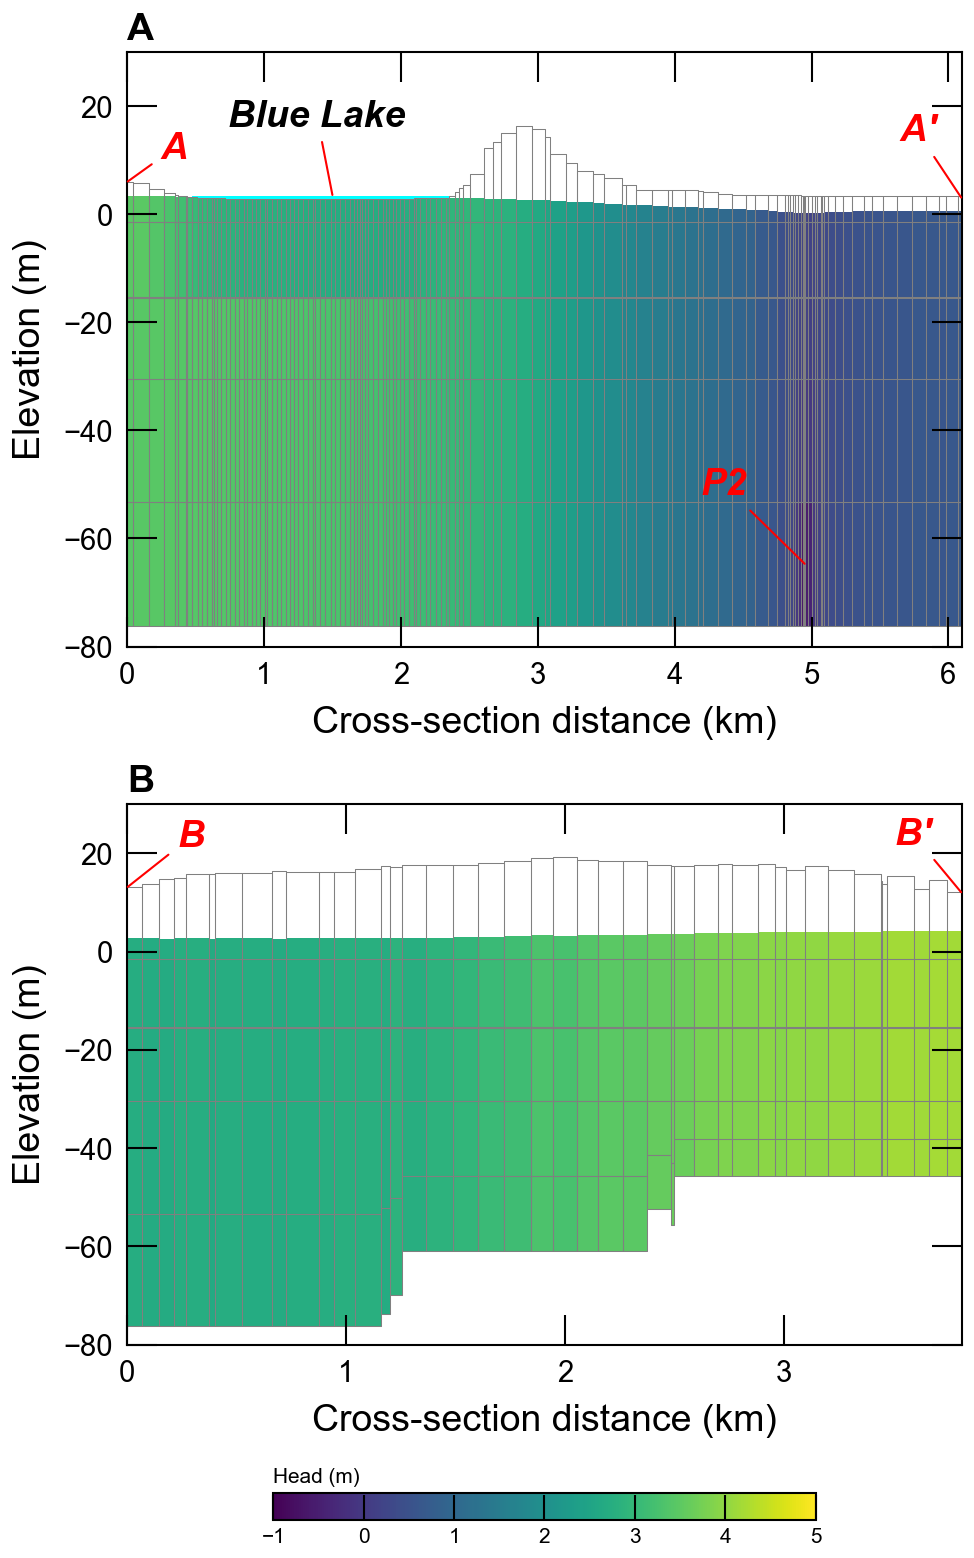 A
A
Blue Lake
A′
P2
20
0
−20
−40
−60
−80
Elevation (m)
0 1 2 3 4 5 6
Cross-section distance (km)
B
B
B′
20
0
−20
−40
−60
−80
Elevation (m)
0 1 2 3
Cross-section distance (km)
Head (m)
−1 0 1 2 3 4 5